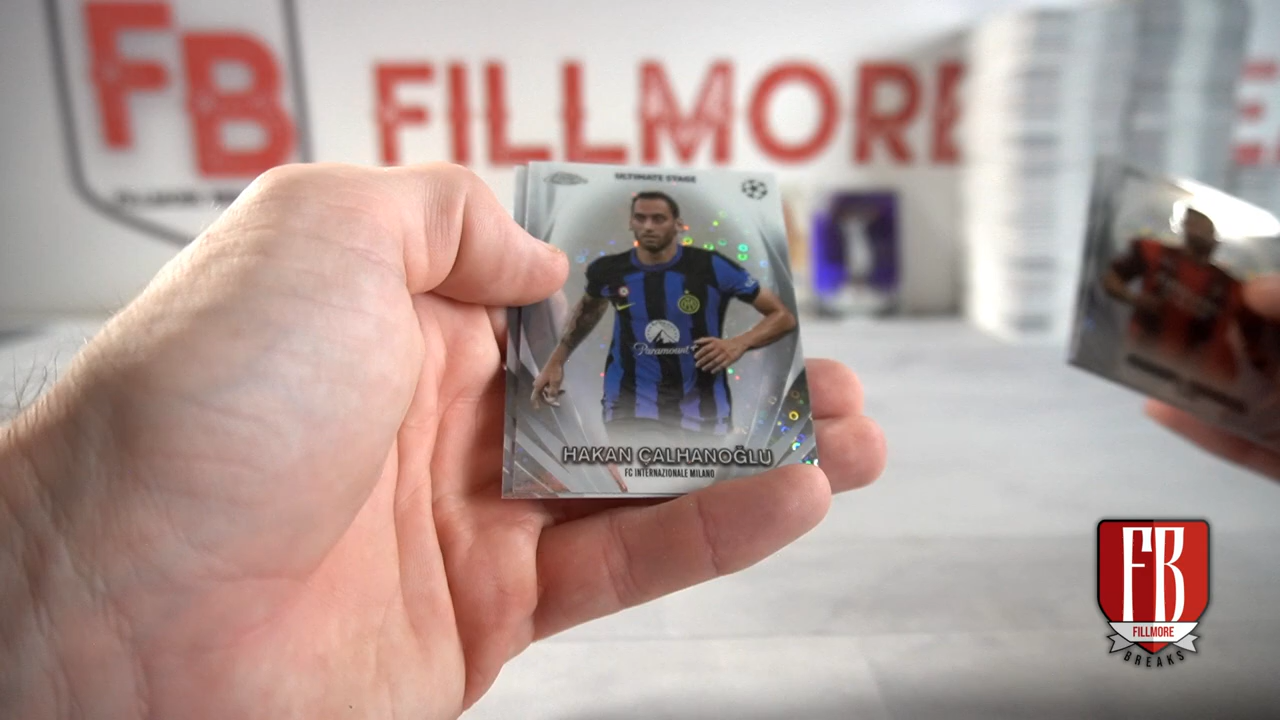 FB
FILLMORE
ULTIMATE STAGE
Paramount+
HAKAN ÇALHANOĞLU
FC INTERNAZIONALE MILANO
FB
FILLMORE
BREAKS